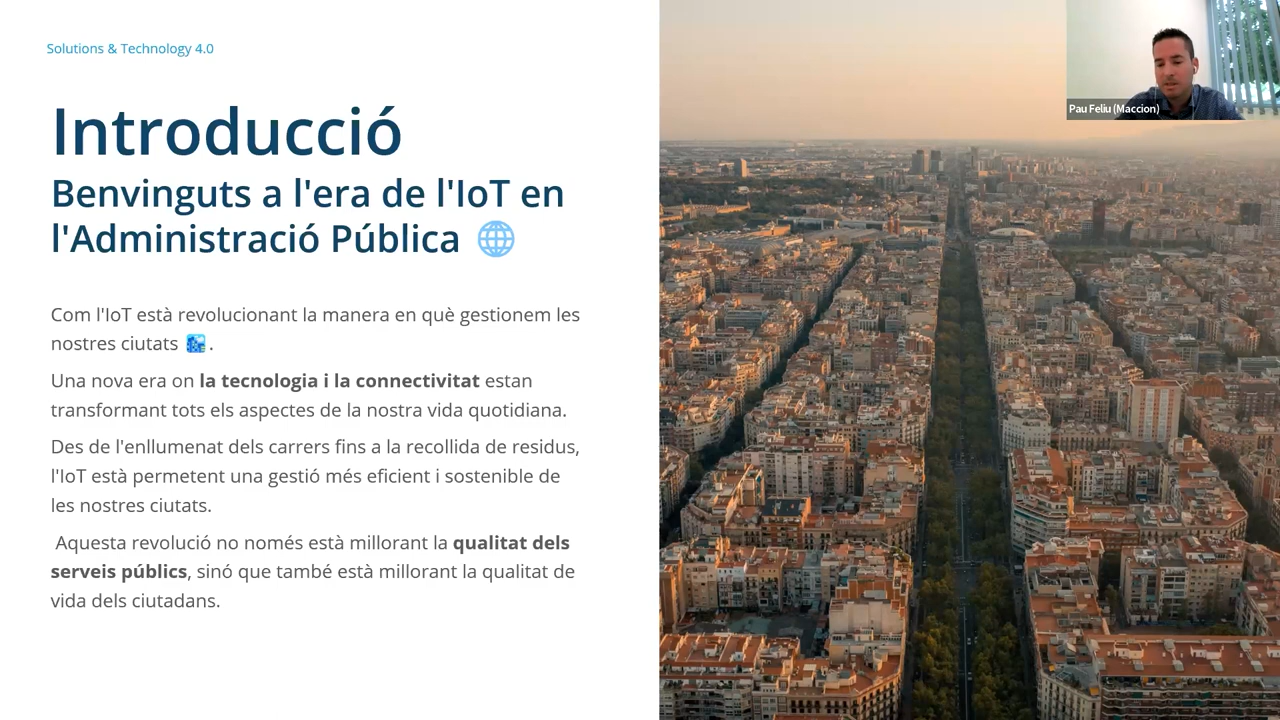 Solutions & Technology 4.0
Pau Feliu (Maccion)
Introducció
Benvinguts a l'era de l'IoT en
l'Administració Pública 🌐
Com l'IoT està revolucionant la manera en què gestionem les
nostres ciutats 🏙️.
Una nova era on la tecnologia i la connectivitat estan
transformant tots els aspectes de la nostra vida quotidiana.
Des de l'enllumenat dels carrers fins a la recollida de residus,
l'IoT està permetent una gestió més eficient i sostenible de
les nostres ciutats.
Aquesta revolució no només està millorant la qualitat dels
serveis públics, sinó que també està millorant la qualitat de
vida dels ciutadans.